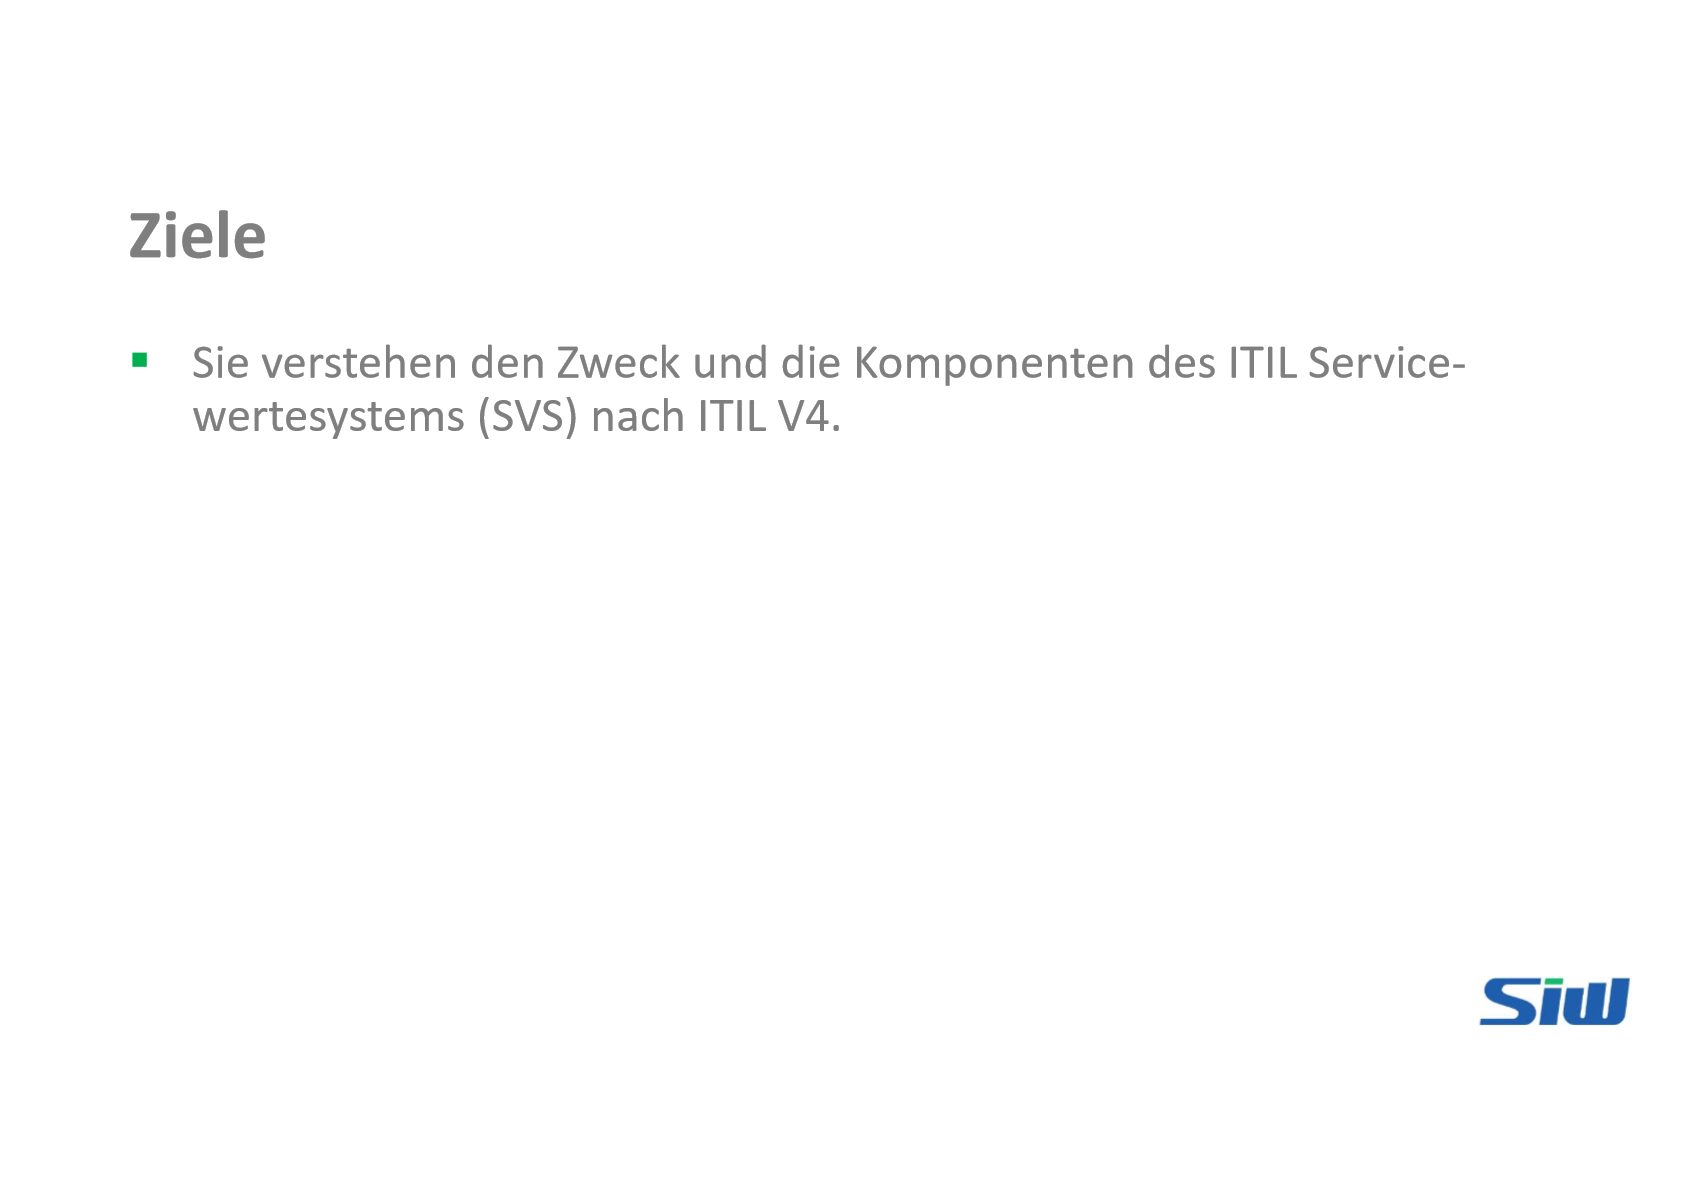 Ziele
▪ Sie verstehen den Zweck und die Komponenten des ITIL Service-
wertesystems (SVS) nach ITIL V4.
Siw